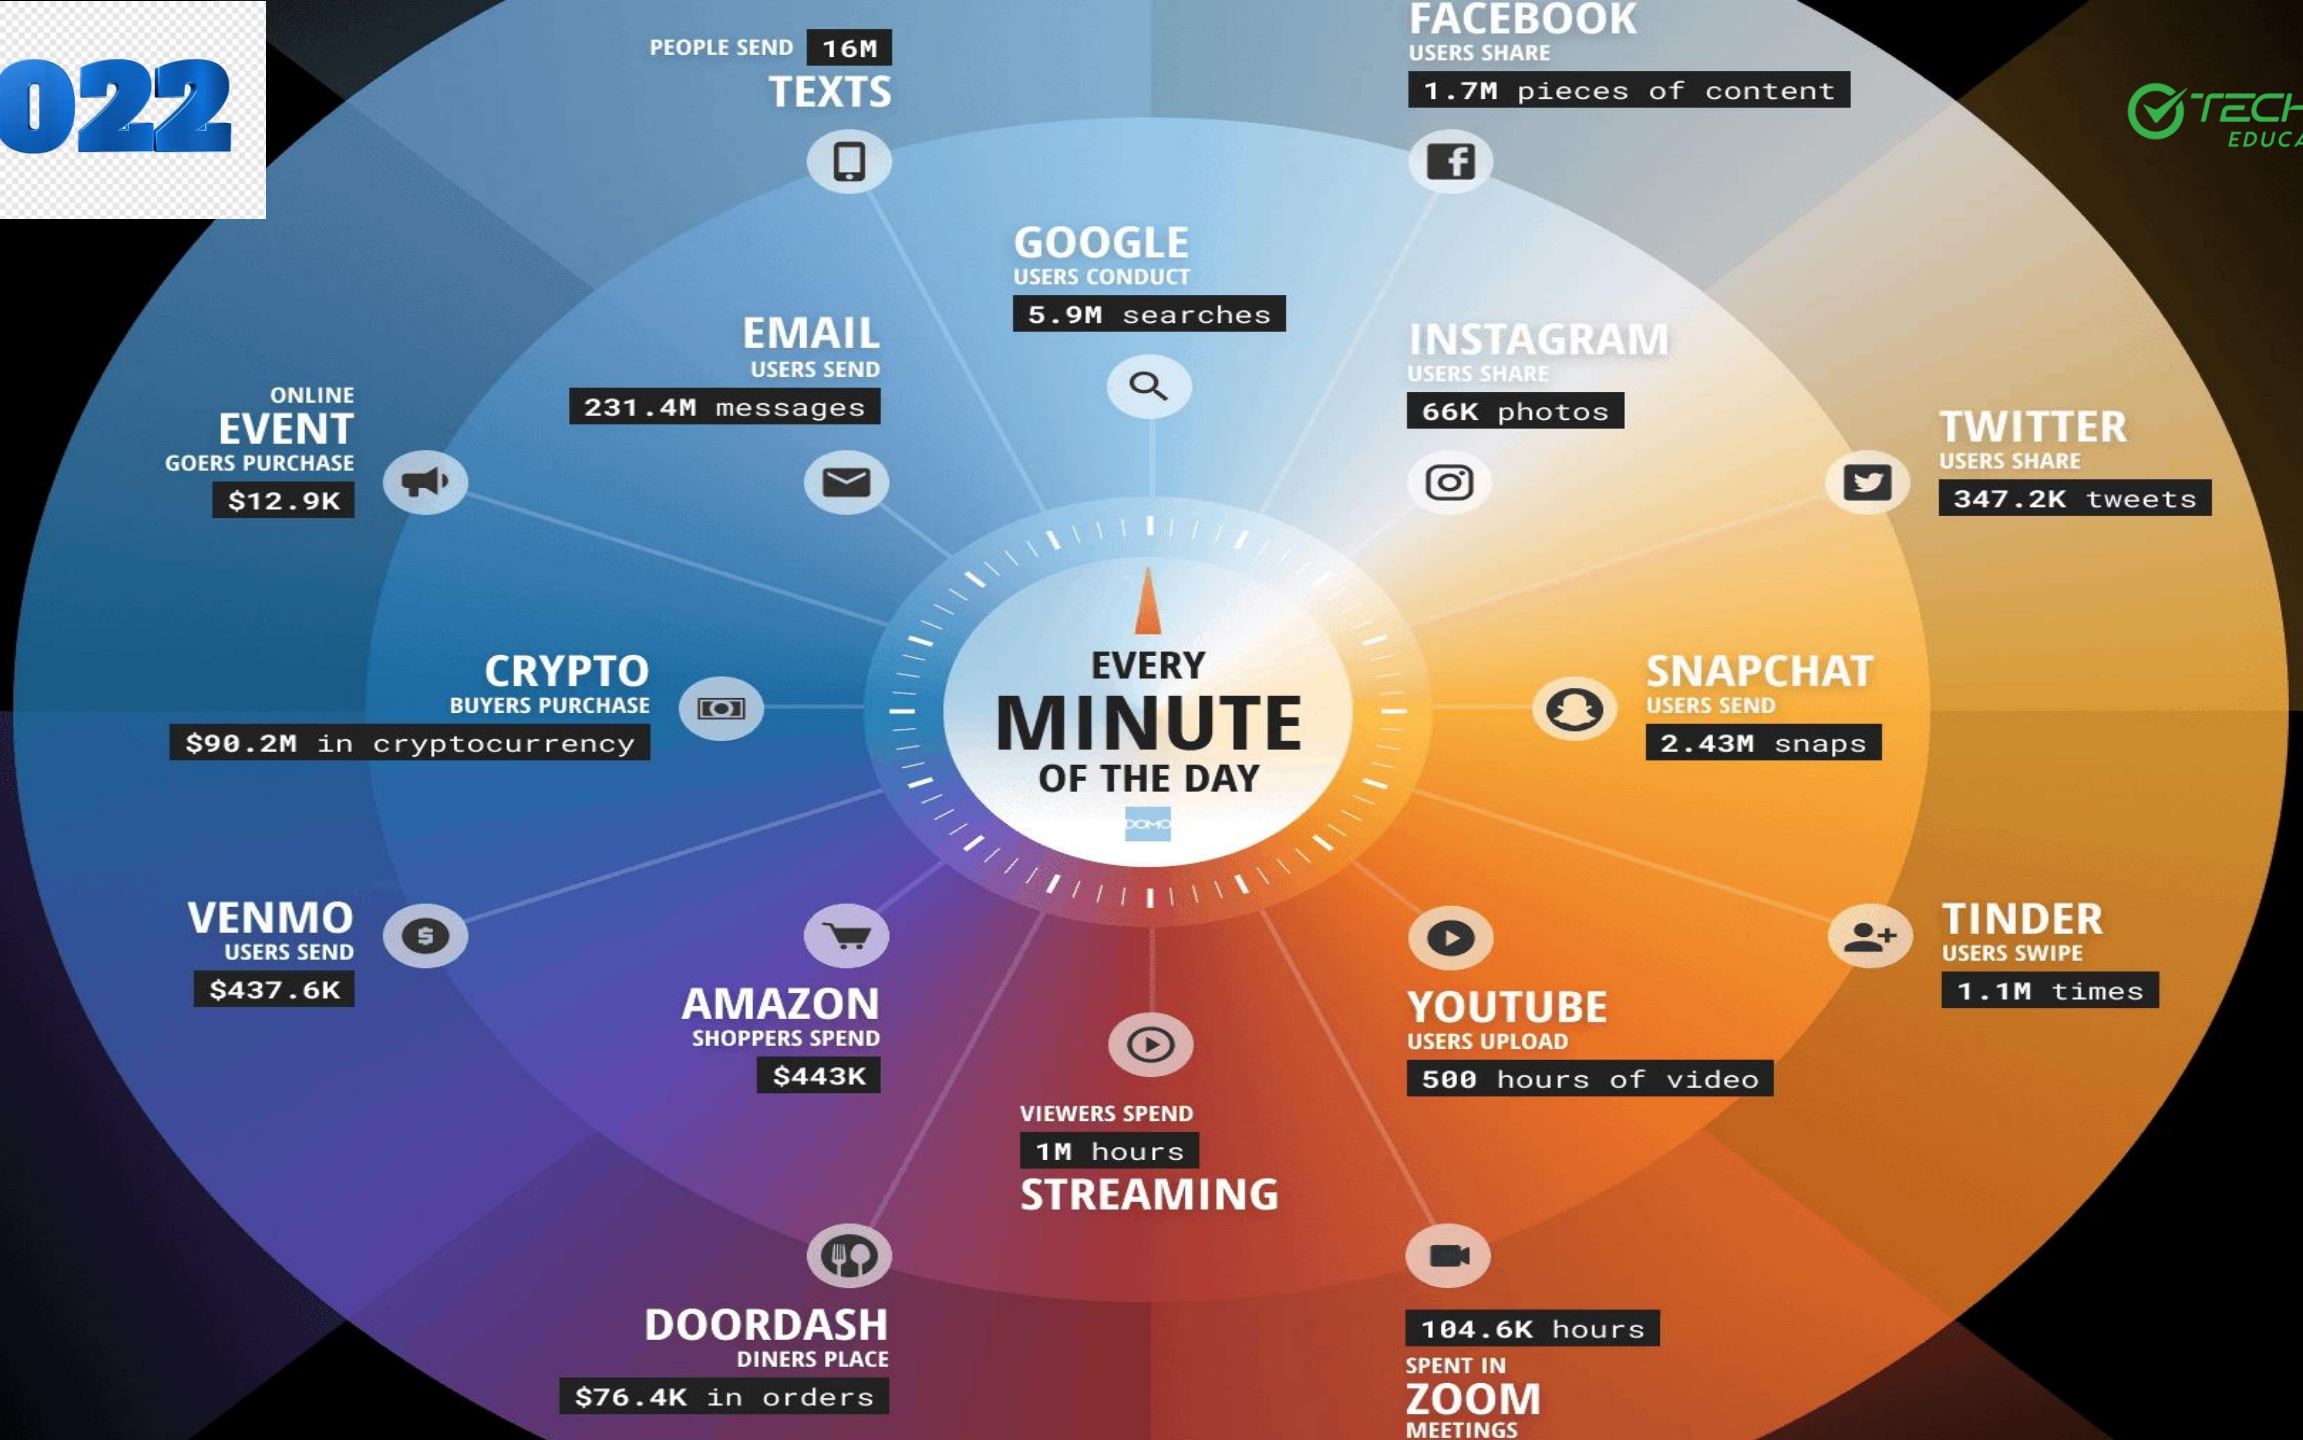 022
PEOPLE SEND 16M
TEXTS
FACEBOOK
USERS SHARE
1.7M pieces of content
TECH
EDUCA
GOOGLE
USERS CONDUCT
5.9M searches
EMAIL
USERS SEND
231.4M messages
INSTAGRAM
USERS SHARE
66K photos
ONLINE
EVENT
GOERS PURCHASE
$12.9K
TWITTER
USERS SHARE
347.2K tweets
CRYPTO
BUYERS PURCHASE
$90.2M in cryptocurrency
EVERY
MINUTE
OF THE DAY
DOMO
SNAPCHAT
USERS SEND
2.43M snaps
VENMO
USERS SEND
$437.6K
AMAZON
SHOPPERS SPEND
$443K
VIEWERS SPEND
1M hours
STREAMING
YOUTUBE
USERS UPLOAD
500 hours of video
TINDER
USERS SWIPE
1.1M times
DOORDASH
DINERS PLACE
$76.4K in orders
104.6K hours
SPENT IN
ZOOM
MEETINGS